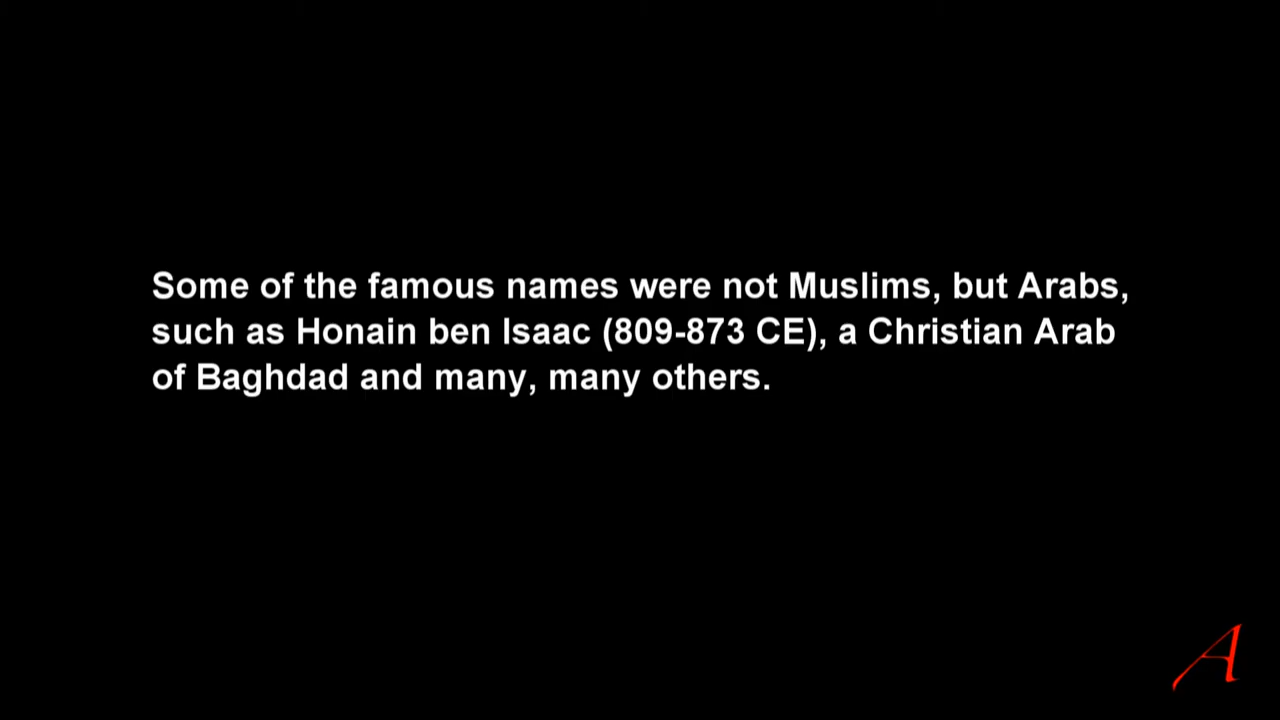 Some of the famous names were not Muslims, but Arabs,
such as Honain ben Isaac (809-873 CE), a Christian Arab
of Baghdad and many, many others.
A